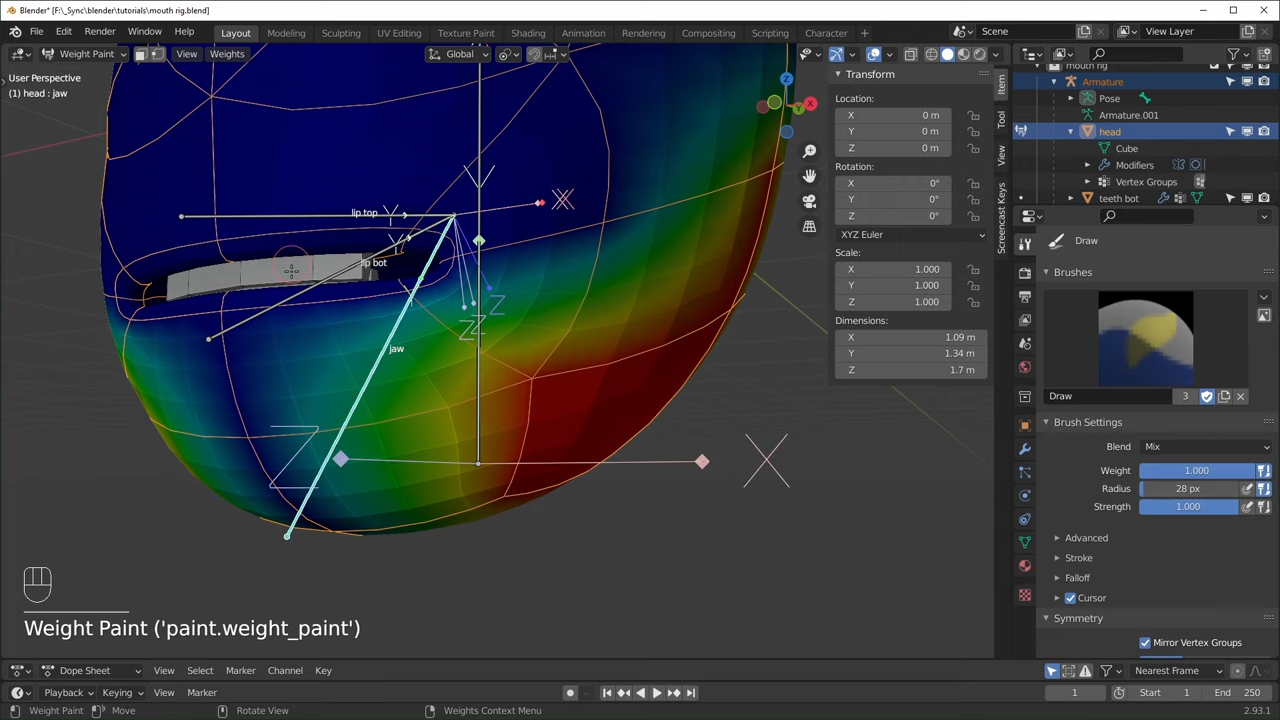 Blender* [F:\_Sync\blender\tutorials\mouth rig.blend]
File Edit Render Window Help Layout Modeling Sculpting UV Editing Texture Paint Shading Animation Rendering Compositing Scripting Character + Scene View Layer
Weight Paint View Weights Global
User Perspective
(1) head : jaw
Z
X
Y
Y
X
lip top
Y
lip bot
Y
Z
Z
jaw
Z
X
Transform
Location:
X 0 m
Y 0 m
Z 0 m
Rotation:
X 0°
Y 0°
Z 0°
XYZ Euler
Scale:
X 1.000
Y 1.000
Z 1.000
Dimensions:
X 1.09 m
Y 1.34 m
Z 1.7 m
Item
Tool
View
Screencast Keys
mouth rig
Armature
Pose
Armature.001
head
Cube
Modifiers
Vertex Groups
teeth bot
Draw
Brushes
Draw 3
Brush Settings
Blend Mix
Weight 1.000
Radius 28 px
Strength 1.000
Advanced
Stroke
Falloff
Cursor
Symmetry
Mirror Vertex Groups
Weight Paint ('paint.weight_paint')
Dope Sheet View Select Marker Channel Key Nearest Frame
Playback Keying View Marker 1 Start 1 End 250
Weight Paint Move Rotate View Weights Context Menu 2.93.1